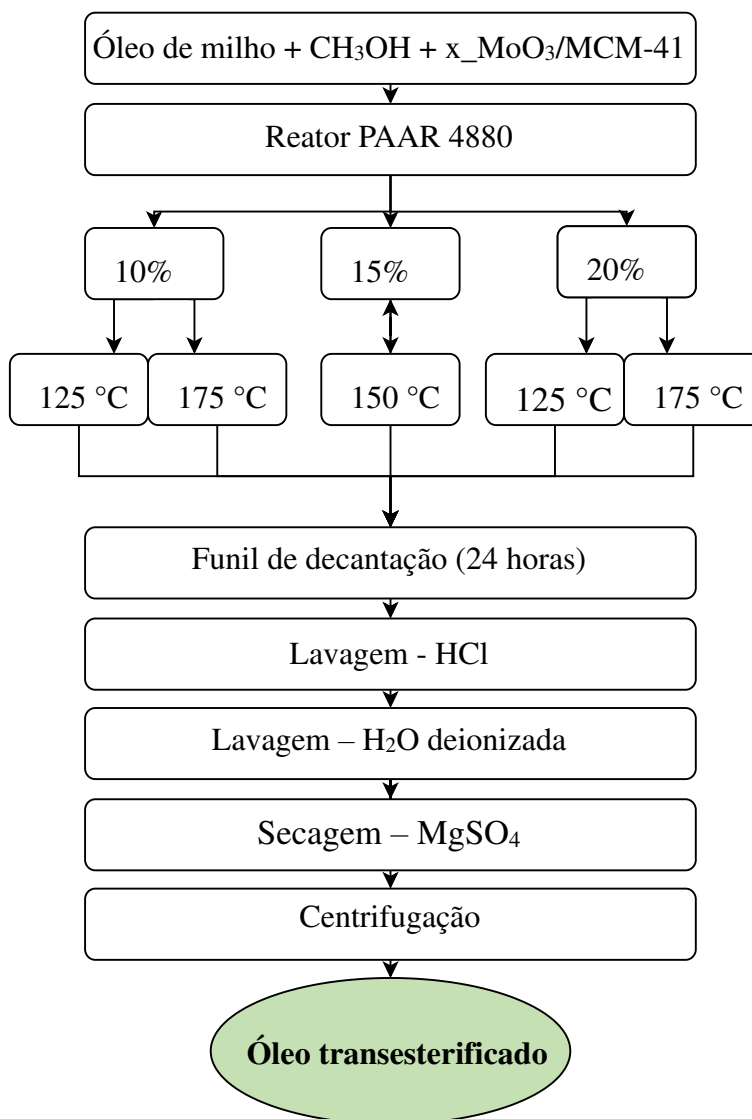 Óleo de milho + CH₃OH + x_MoO₃/MCM-41
Reator PAAR 4880
10%
15%
20%
125 °C
175 °C
150 °C
125 °C
175 °C
Funil de decantação (24 horas)
Lavagem - HCl
Lavagem – H₂O deionizada
Secagem – MgSO₄
Centrifugação
Óleo transesterificado